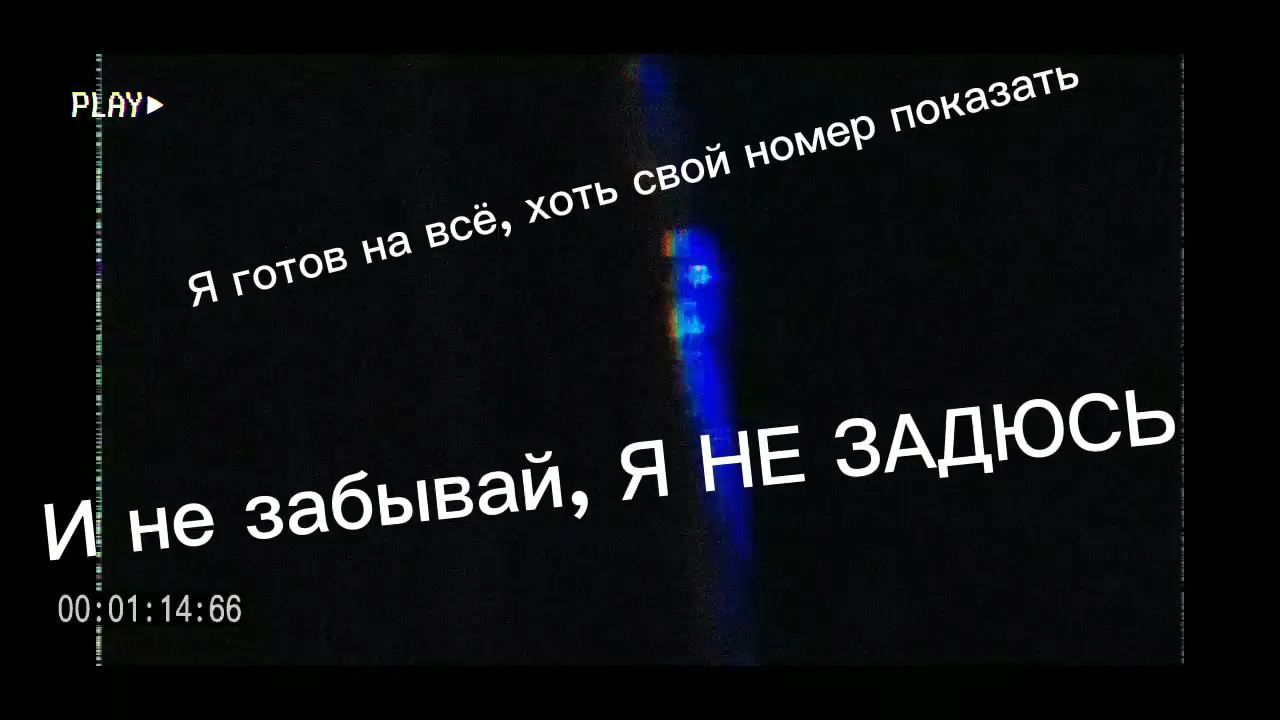 PLAY
Я готов на всё, хоть свой номер показать
И не забывай, Я НЕ ЗАДЮСЬ
00:01:14:66